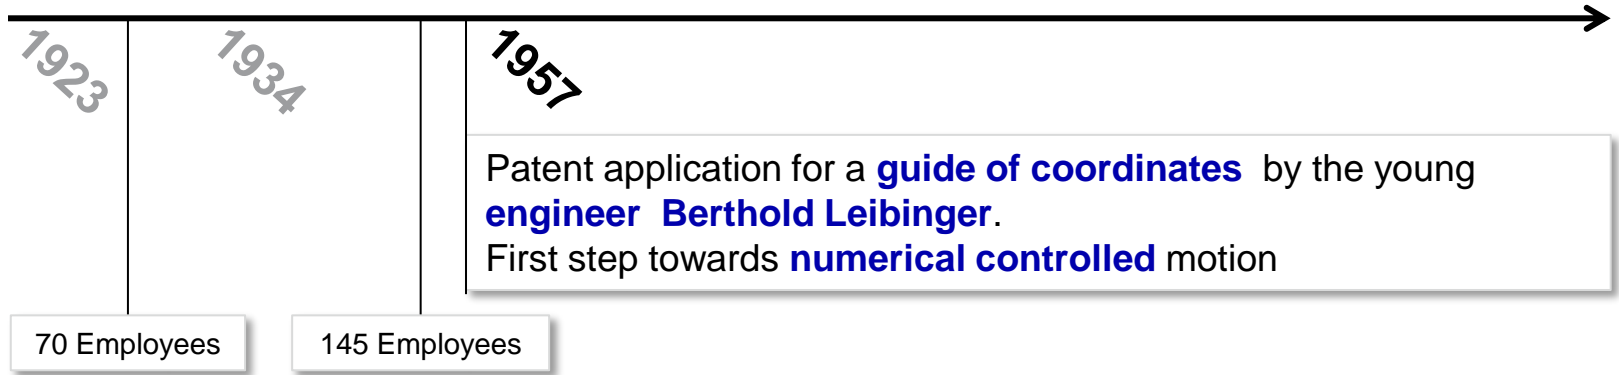 1923
1934
1957
Patent application for a guide of coordinates by the young
engineer Berthold Leibinger.
First step towards numerical controlled motion
70 Employees
145 Employees